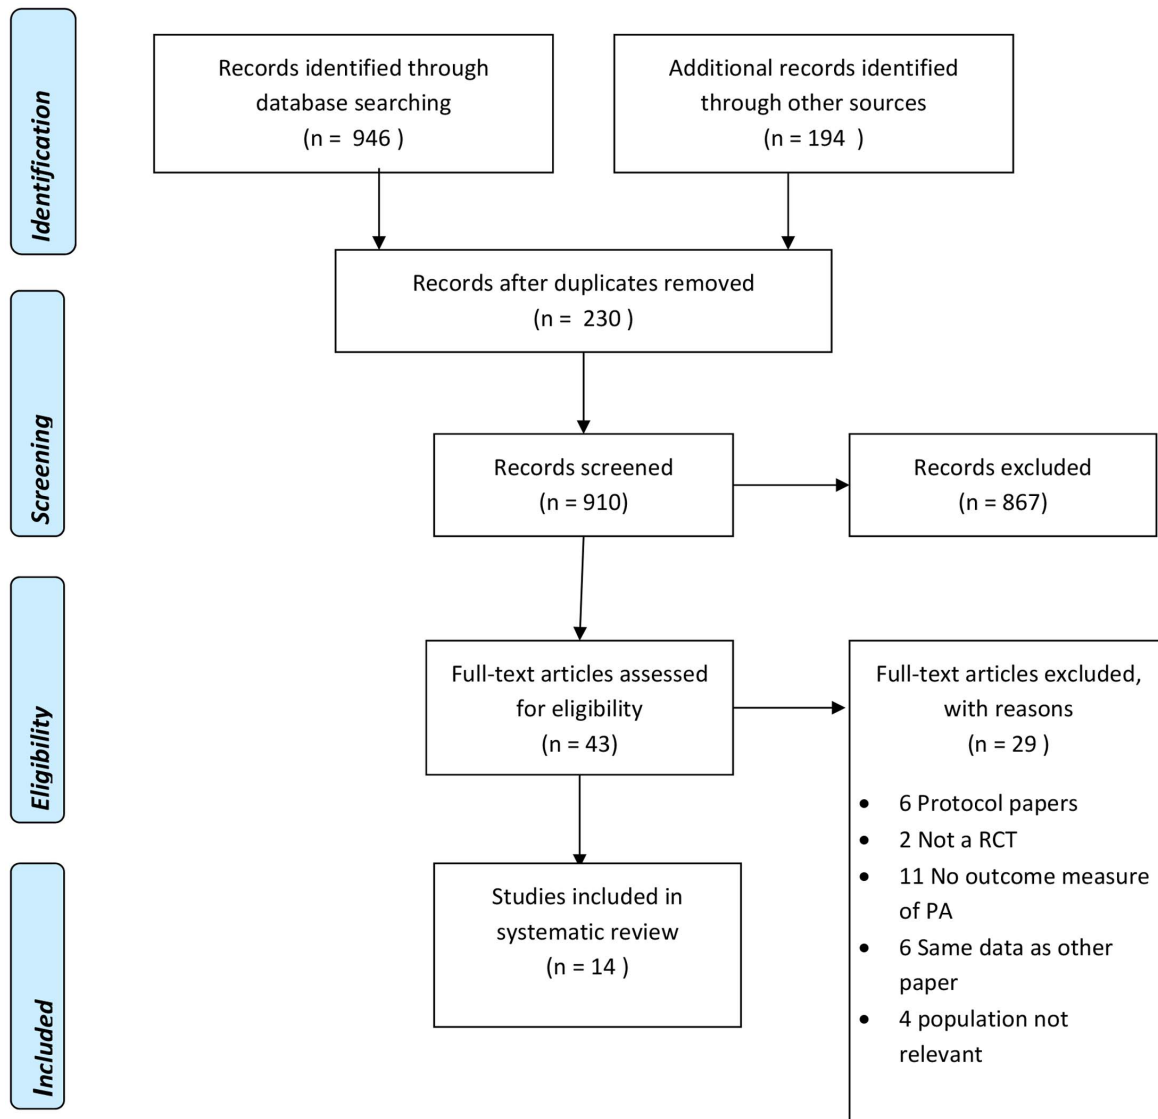 Identification
Records identified through
database searching
(n =  946 )
Additional records identified
through other sources
(n = 194  )
Records after duplicates removed
(n =  230 )
Screening
Records screened
(n = 910)
Records excluded
(n = 867)
Eligibility
Full-text articles assessed
for eligibility
(n = 43)
Full-text articles excluded,
with reasons
(n = 29 )
• 6 Protocol papers
• 2 Not a RCT
• 11 No outcome measure
of PA
• 6 Same data as other
paper
• 4 population not
relevant
Included
Studies included in
systematic review
(n = 14 )